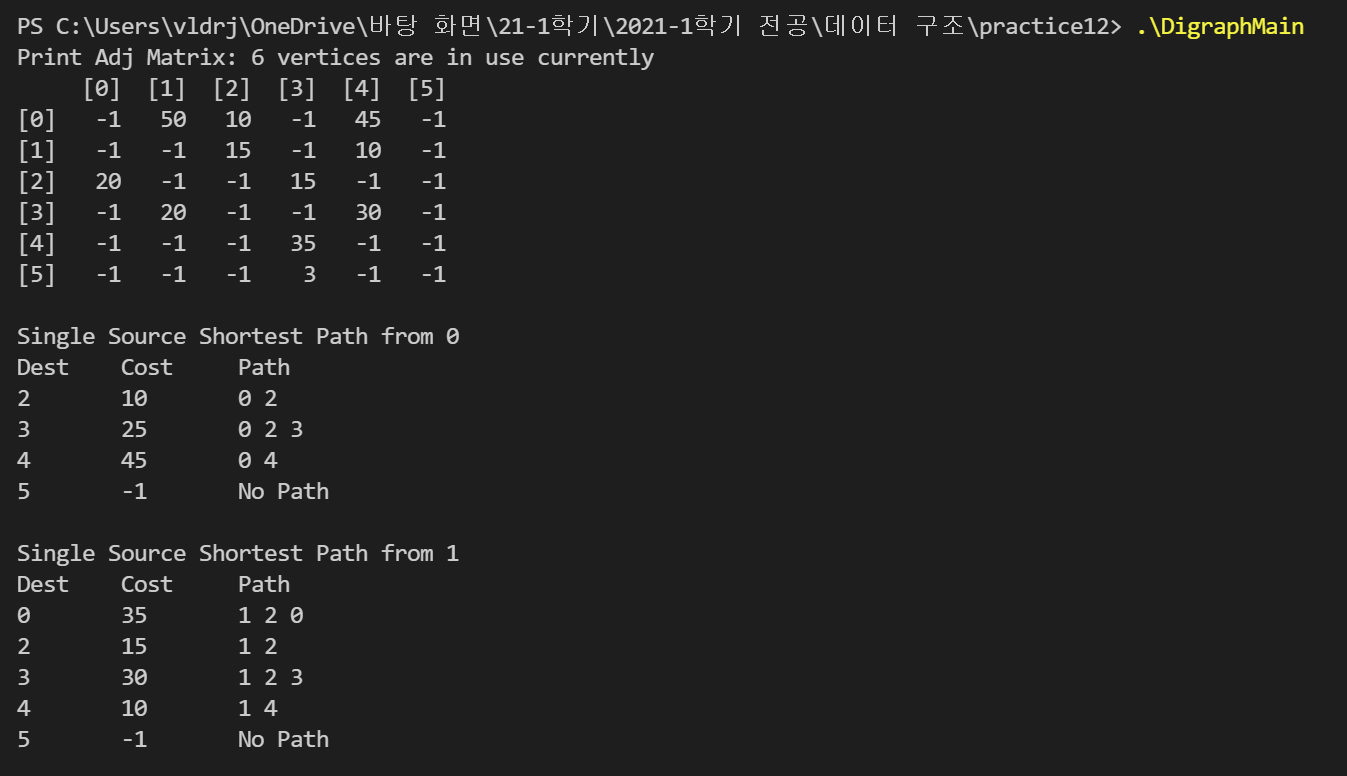 PS C:\Users\vldrj\OneDrive\바탕 화면\21-1학기\2021-1학기 전공\데이터 구조\practice12> .\DigraphMain
Print Adj Matrix: 6 vertices are in use currently
     [0]  [1]  [2]  [3]  [4]  [5]
[0]   -1   50   10   -1   45   -1
[1]   -1   -1   15   -1   10   -1
[2]   20   -1   -1   15   -1   -1
[3]   -1   20   -1   -1   30   -1
[4]   -1   -1   -1   35   -1   -1
[5]   -1   -1   -1    3   -1   -1
Single Source Shortest Path from 0
Dest    Cost     Path
2       10       0 2
3       25       0 2 3
4       45       0 4
5       -1       No Path
Single Source Shortest Path from 1
Dest    Cost     Path
0       35       1 2 0
2       15       1 2
3       30       1 2 3
4       10       1 4
5       -1       No Path